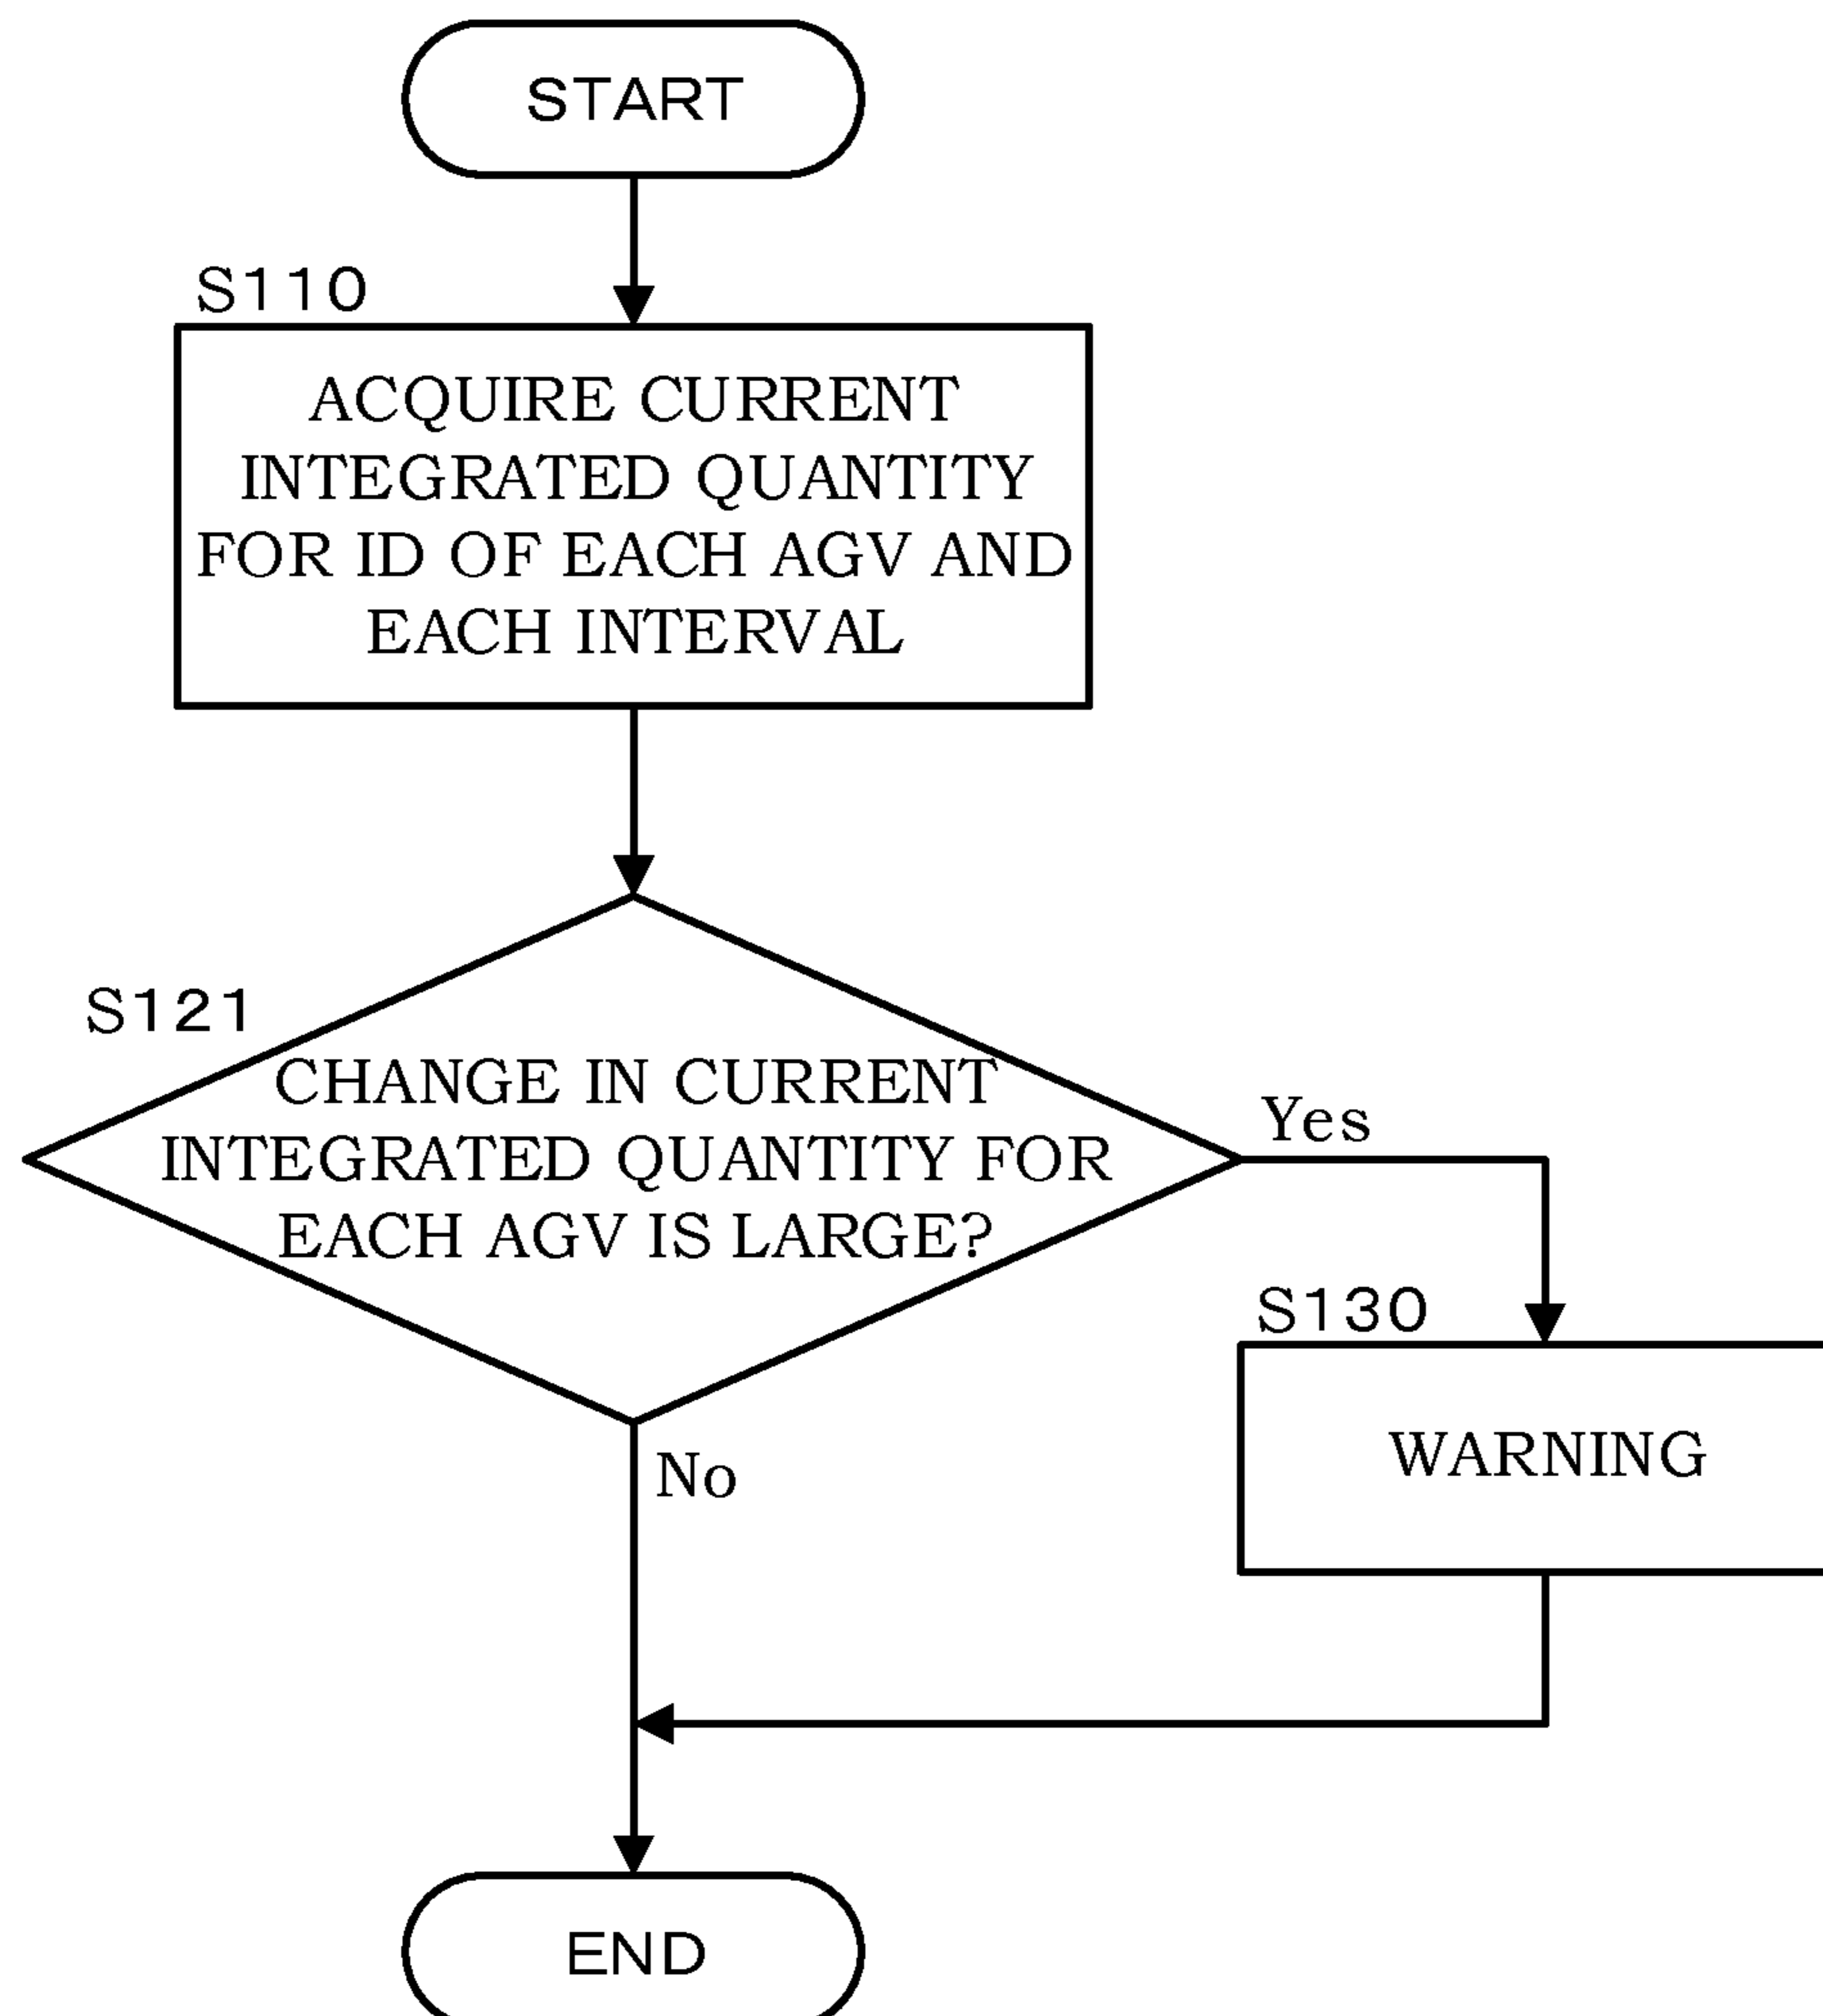 START
S110
ACQUIRE CURRENT
INTEGRATED QUANTITY
FOR ID OF EACH AGV AND
EACH INTERVAL
S121
CHANGE IN CURRENT
INTEGRATED QUANTITY FOR
EACH AGV IS LARGE?
Yes
S130
WARNING
No
END